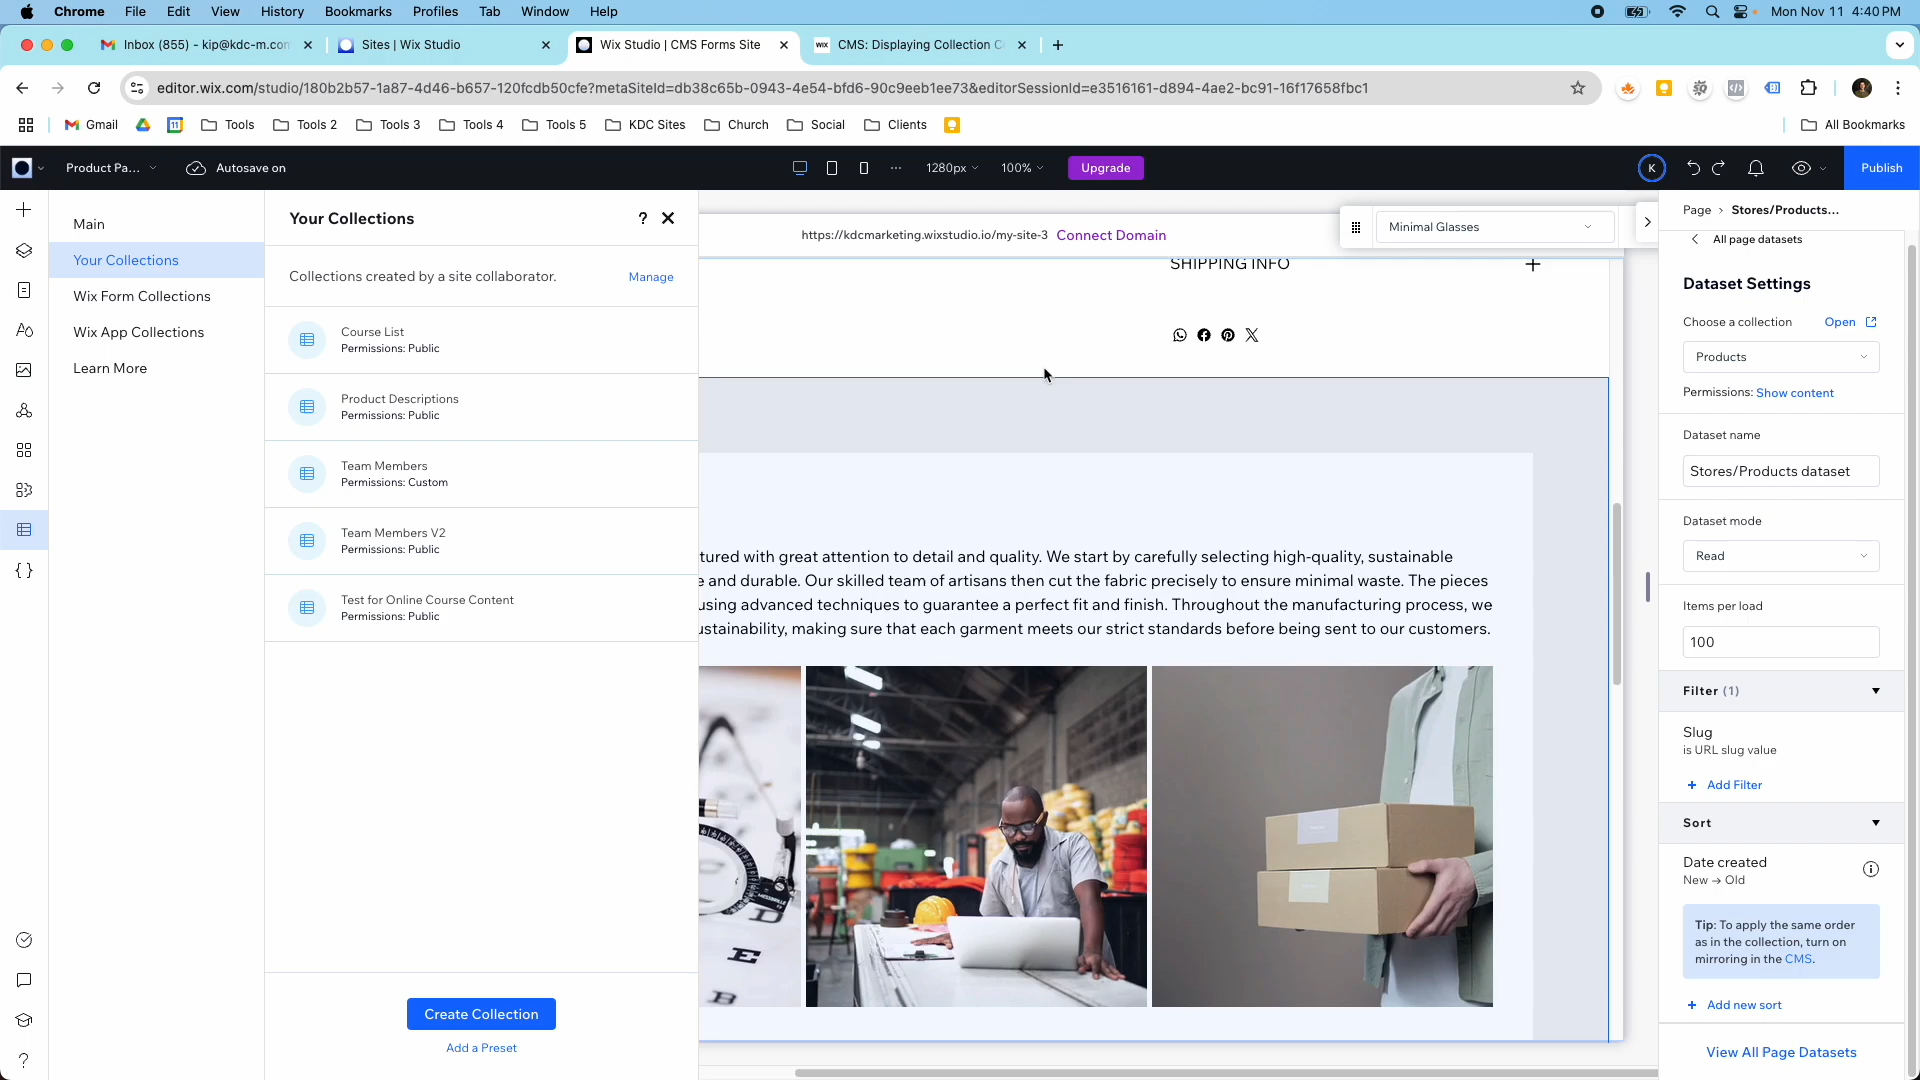 Chrome File Edit View History Bookmarks Profiles Tab Window Help
Mon Nov 11 4:40 PM
Inbox (855) - kip@kdc-m.con
Sites | Wix Studio
Wix Studio | CMS Forms Site
WIX CMS: Displaying Collection C
editor.wix.com/studio/180b2b57-1a87-4d46-b657-120fcdb50cfe?metaSiteId=db38c65b-0943-4e54-bfd6-90c9eeb1ee73&editorSessionId=e3516161-d894-4ae2-bc91-16f17658fbc1
Gmail Tools Tools 2 Tools 3 Tools 4 Tools 5 KDC Sites Church Social Clients All Bookmarks
Product Pa... Autosave on 1280px 100% Upgrade K Publish
Main
Your Collections
Wix Form Collections
Wix App Collections
Learn More
Your Collections
Collections created by a site collaborator. Manage
Course List
Permissions: Public
Product Descriptions
Permissions: Public
Team Members
Permissions: Custom
Team Members V2
Permissions: Public
Test for Online Course Content
Permissions: Public
Create Collection
Add a Preset
https://kdcmarketing.wixstudio.io/my-site-3 Connect Domain
Minimal Glasses
SHIPPING INFO
tured with great attention to detail and quality. We start by carefully selecting high-quality, sustainable
e and durable. Our skilled team of artisans then cut the fabric precisely to ensure minimal waste. The pieces
using advanced techniques to guarantee a perfect fit and finish. Throughout the manufacturing process, we
ustainability, making sure that each garment meets our strict standards before being sent to our customers.
D
E
Page > Stores/Products...
All page datasets
Dataset Settings
Choose a collection Open
Products
Permissions: Show content
Dataset name
Stores/Products dataset
Dataset mode
Read
Items per load
100
Filter (1)
Slug
is URL slug value
+ Add Filter
Sort
Date created
New → Old
Tip: To apply the same order
as in the collection, turn on
mirroring in the CMS.
+ Add new sort
View All Page Datasets